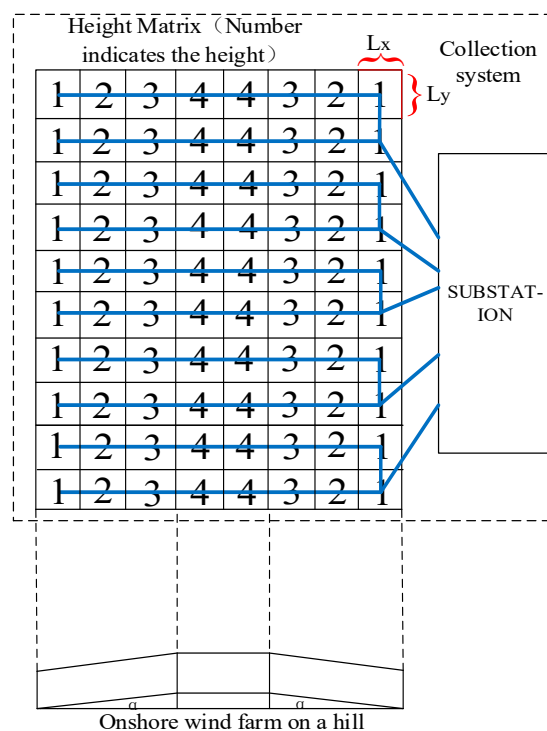 Height Matrix（Number
indicates the height）
Lx
Collection
system
Ly
1 2 3 4 4 3 2 1
1 2 3 4 4 3 2 1
1 2 3 4 4 3 2 1
1 2 3 4 4 3 2 1
1 2 3 4 4 3 2 1
1 2 3 4 4 3 2 1
1 2 3 4 4 3 2 1
1 2 3 4 4 3 2 1
1 2 3 4 4 3 2 1
1 2 3 4 4 3 2 1
SUBSTAT-
ION
α α
Onshore wind farm on a hill